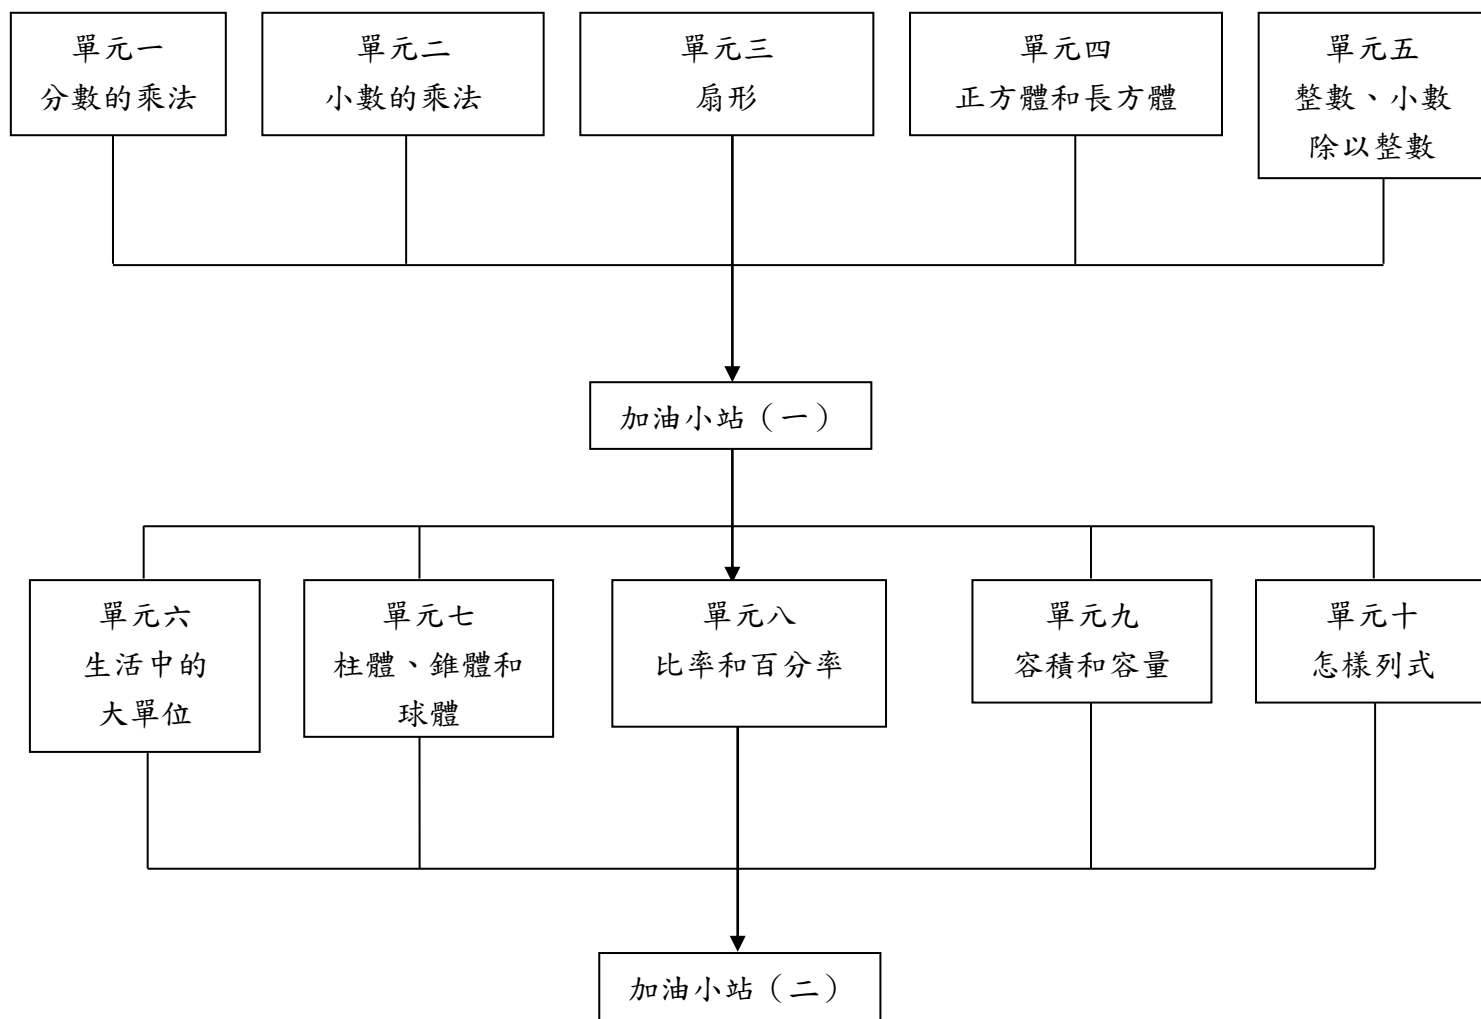 單元一
分數的乘法
單元二
小數的乘法
單元三
扇形
單元四
正方體和長方體
單元五
整數、小數
除以整數
加油小站（一）
單元六
生活中的
大單位
單元七
柱體、錐體和
球體
單元八
比率和百分率
單元九
容積和容量
單元十
怎樣列式
加油小站（二）